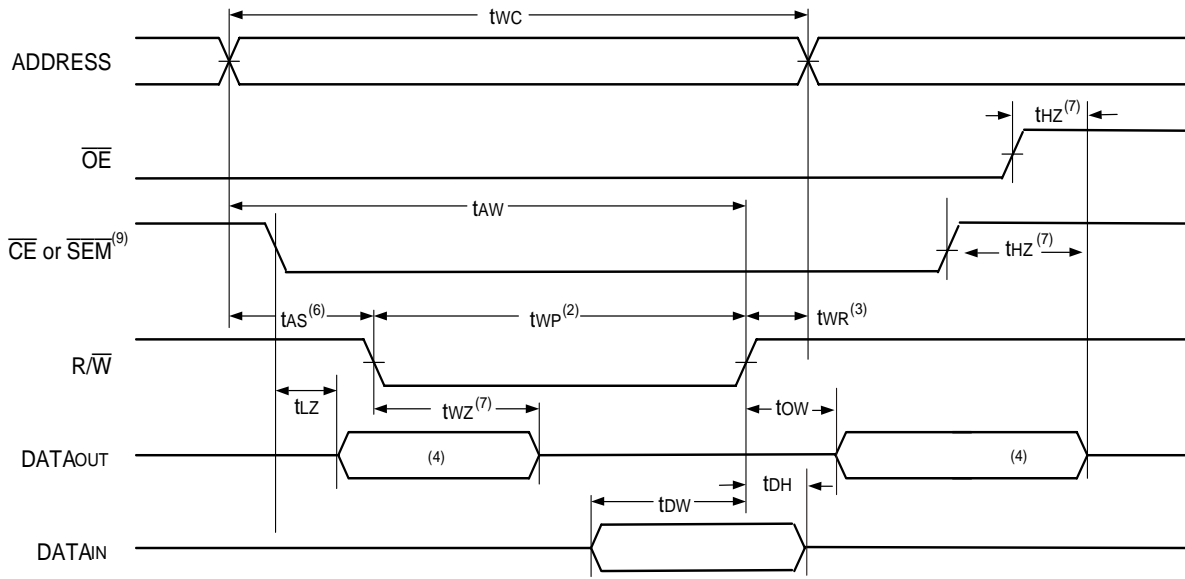 tWC
ADDRESS
tHZ(7)
OE
tAW
CE or SEM(9)
tHZ(7)
tAS(6)
tWP(2)
tWR(3)
R/W
tLZ
tWZ(7)
tOW
DATAOUT
(4)
(4)
tDH
tDW
DATAIN